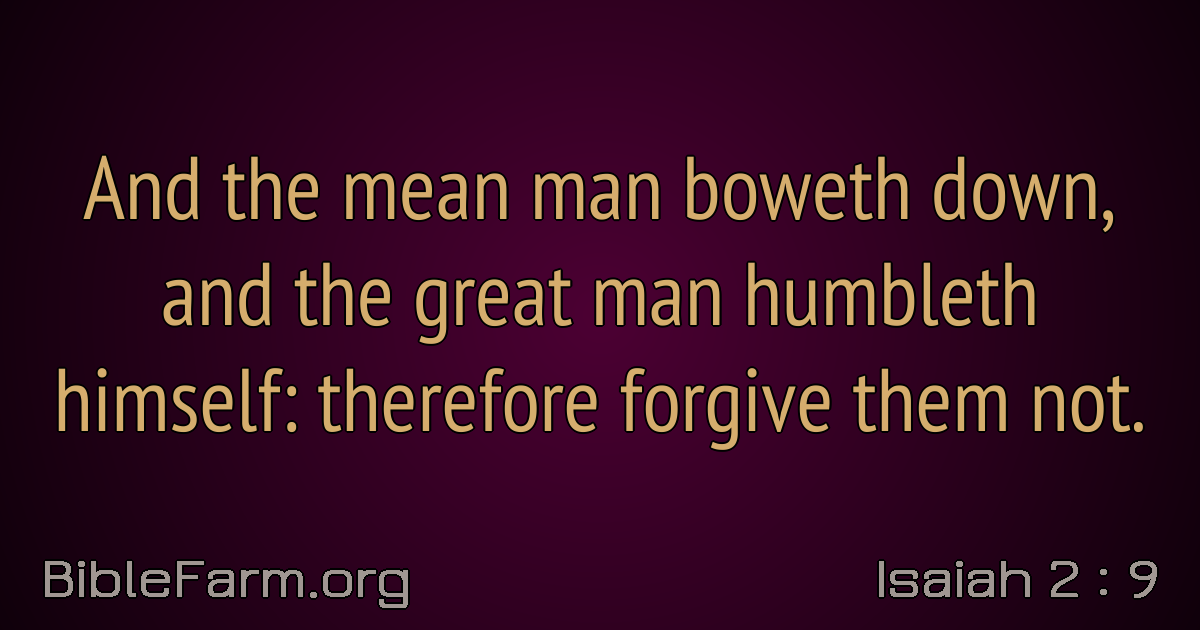 And the mean man boweth down,
and the great man humbleth
himself: therefore forgive them not.
BibleFarm.org
Isaiah 2 : 9